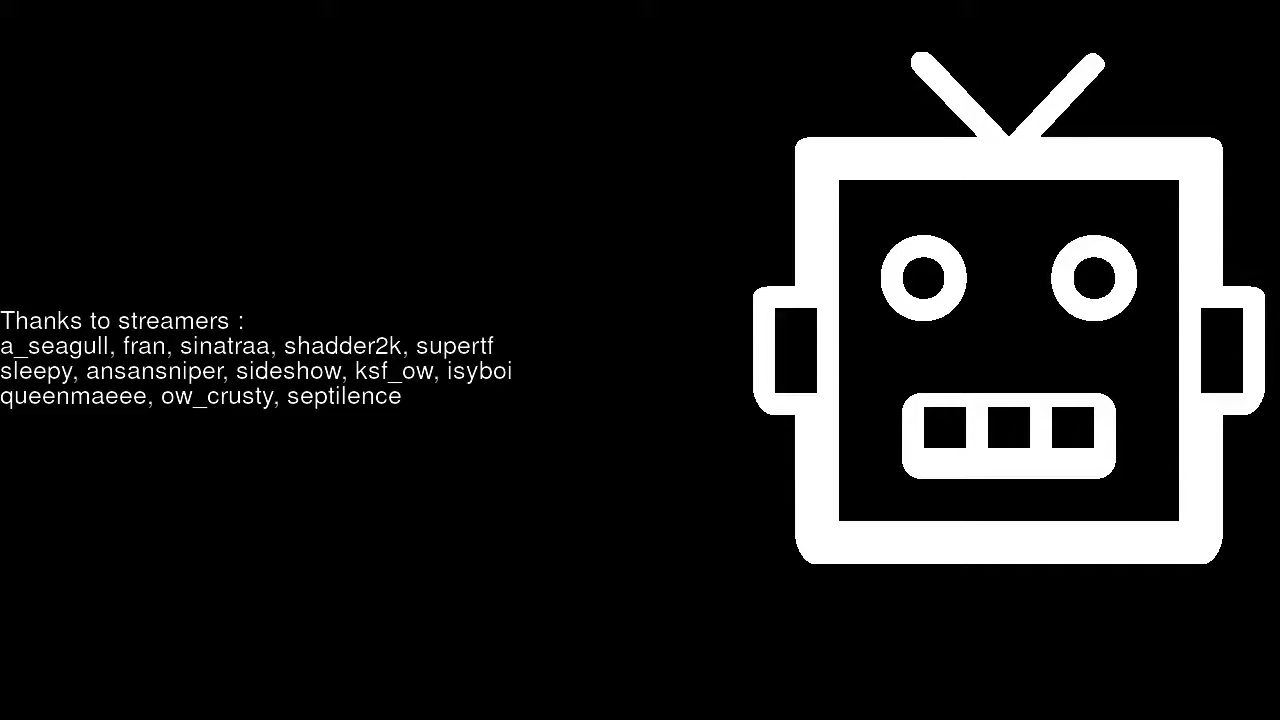 Thanks to streamers :
a_seagull, fran, sinatraa, shadder2k, supertf
sleepy, ansansniper, sideshow, ksf_ow, isyboi
queenmaeee, ow_crusty, septilence